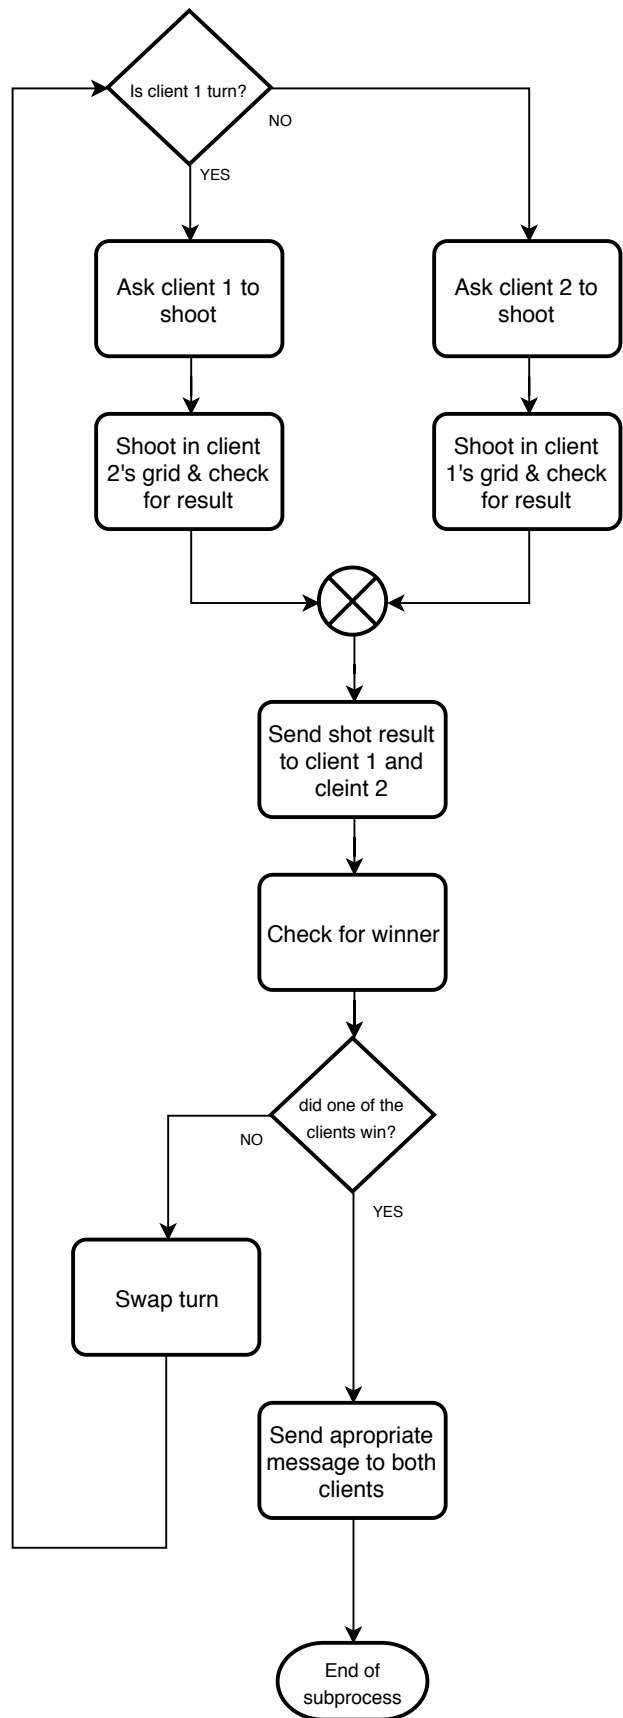 Is client 1 turn?
NO
YES
Ask client 1 to
shoot
Ask client 2 to
shoot
Shoot in client
2's grid & check
for result
Shoot in client
1's grid & check
for result
Send shot result
to client 1 and
cleint 2
Check for winner
did one of the
clients win?
NO
YES
Swap turn
Send apropriate
message to both
clients
End of
subprocess